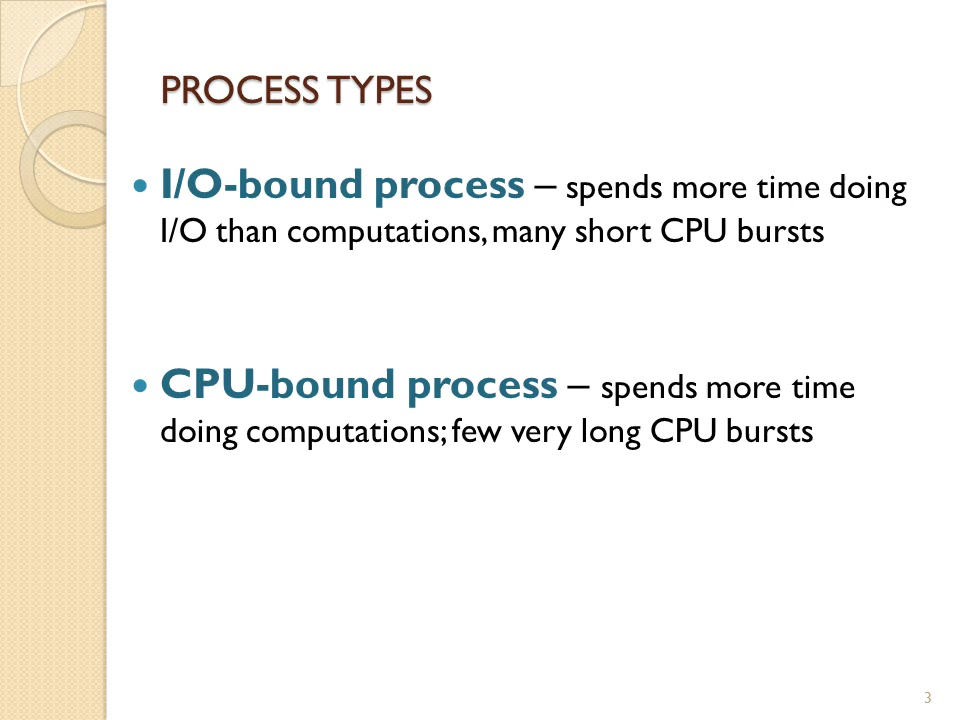 PROCESS TYPES
• I/O-bound process – spends more time doing
I/O than computations, many short CPU bursts
• CPU-bound process – spends more time
doing computations; few very long CPU bursts
3